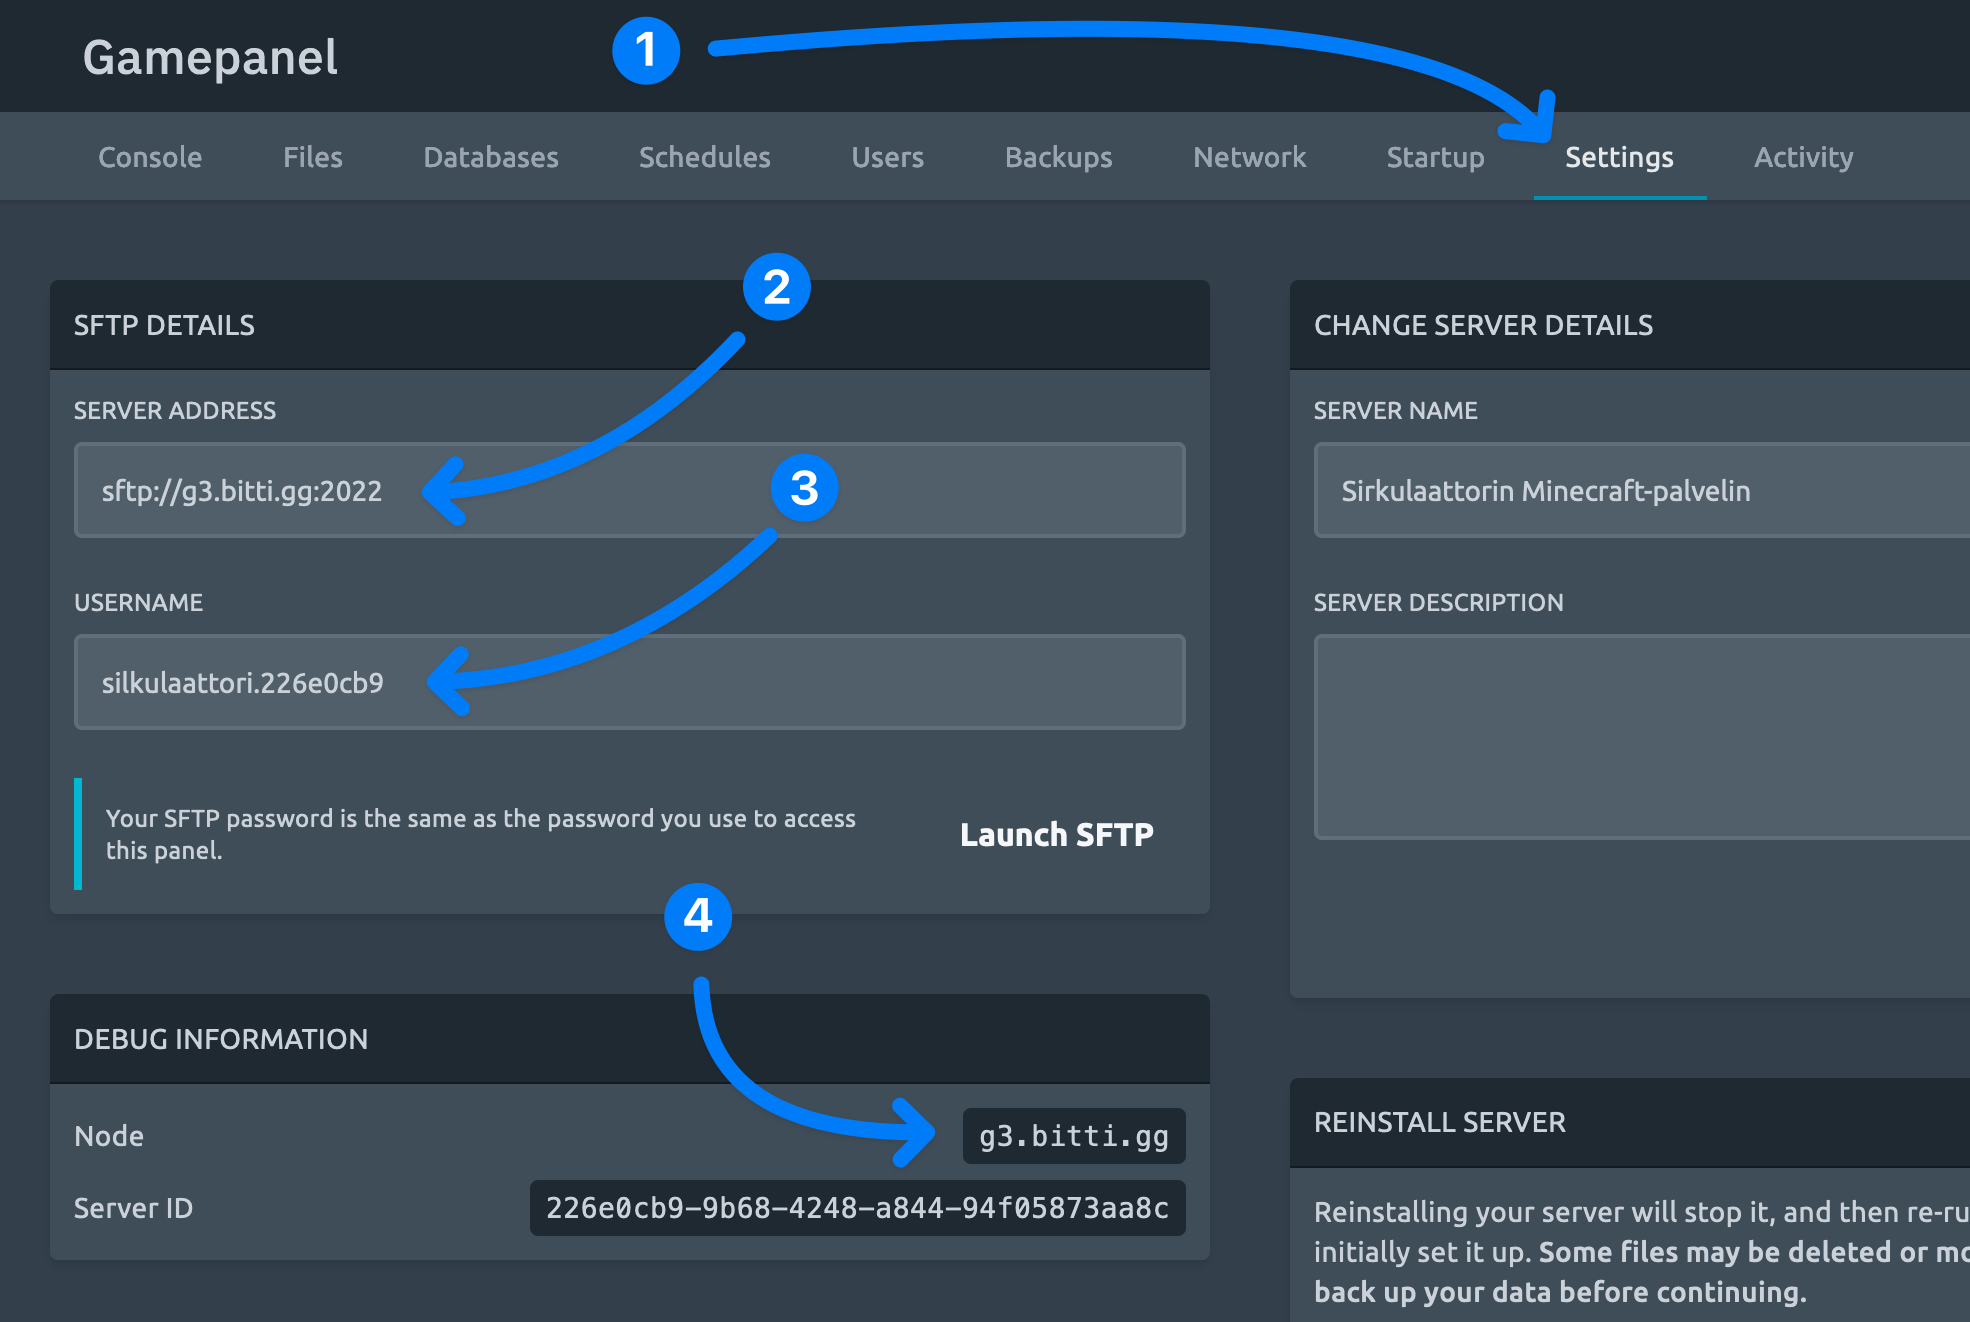 Gamepanel
1
Console Files Databases Schedules Users Backups Network Startup Settings Activity
2
SFTP DETAILS
SERVER ADDRESS
sftp://g3.bitti.gg:2022
3
USERNAME
silkulaattori.226e0cb9
Your SFTP password is the same as the password you use to access
this panel.
Launch SFTP
4
DEBUG INFORMATION
Node
g3.bitti.gg
Server ID
226e0cb9-9b68-4248-a844-94f05873aa8c
CHANGE SERVER DETAILS
SERVER NAME
Sirkulaattorin Minecraft-palvelin
SERVER DESCRIPTION
REINSTALL SERVER
Reinstalling your server will stop it, and then re-ru
initially set it up. Some files may be deleted or mo
back up your data before continuing.